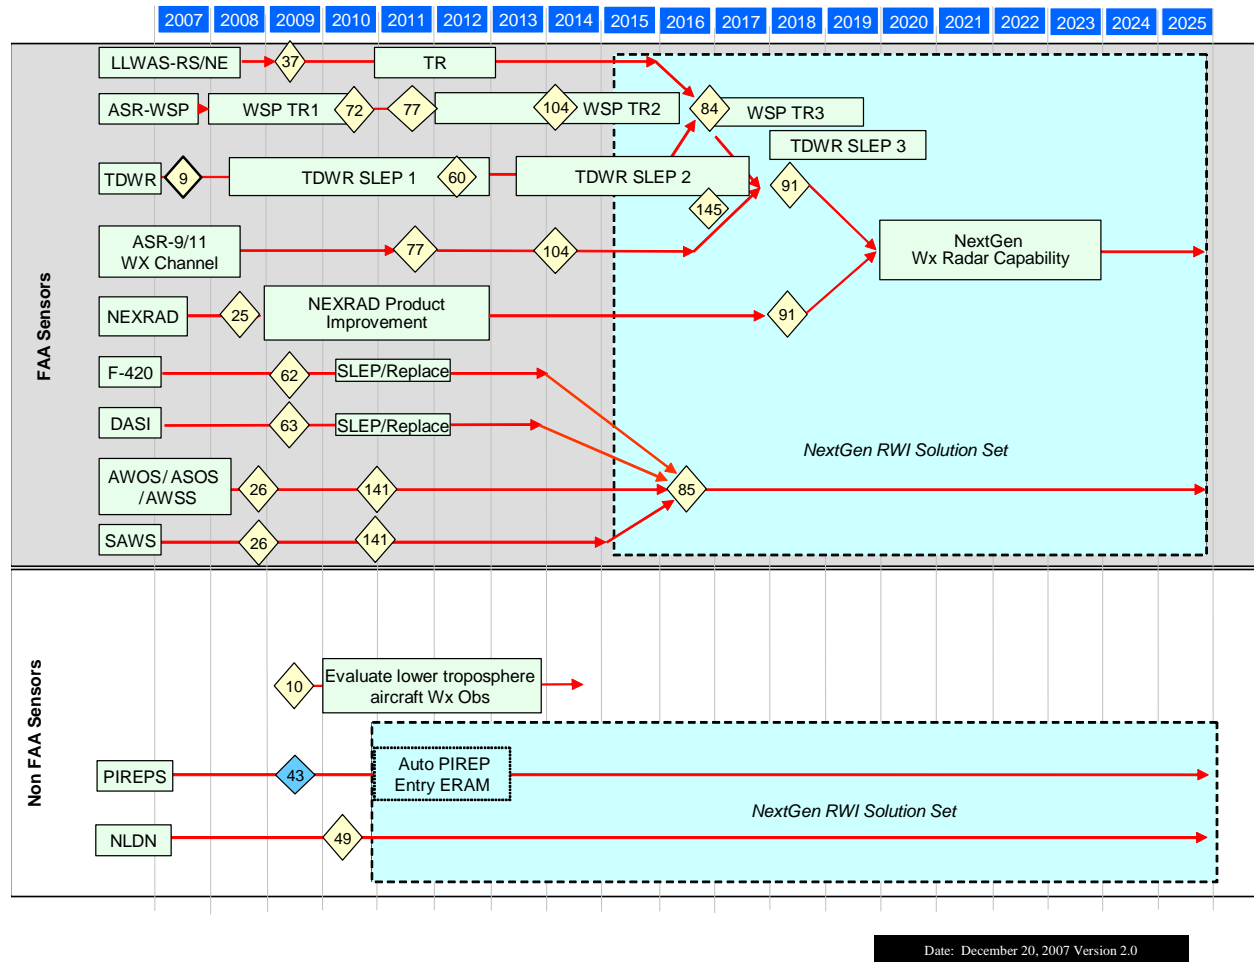 2007 2008 2009 2010 2011 2012 2013 2014 2015 2016 2017 2018 2019 2020 2021 2022 2023 2024 2025
FAA Sensors
LLWAS-RS/NE 37 TR
ASR-WSP WSP TR1 72 77 104 WSP TR2 84 WSP TR3
TDWR SLEP 3
TDWR 9 TDWR SLEP 1 60 TDWR SLEP 2 91
145
ASR-9/11
WX Channel
77 104
NextGen
Wx Radar Capability
NEXRAD 25
NEXRAD Product
Improvement
91
F-420 62 SLEP/Replace
DASI 63 SLEP/Replace
NextGen RWI Solution Set
AWOS/ ASOS
/AWSS
26 141 85
SAWS 26 141
Non FAA Sensors
10
Evaluate lower troposphere
aircraft Wx Obs
PIREPS 43
Auto PIREP
Entry ERAM
NextGen RWI Solution Set
NLDN 49
Date: December 20, 2007 Version 2.0